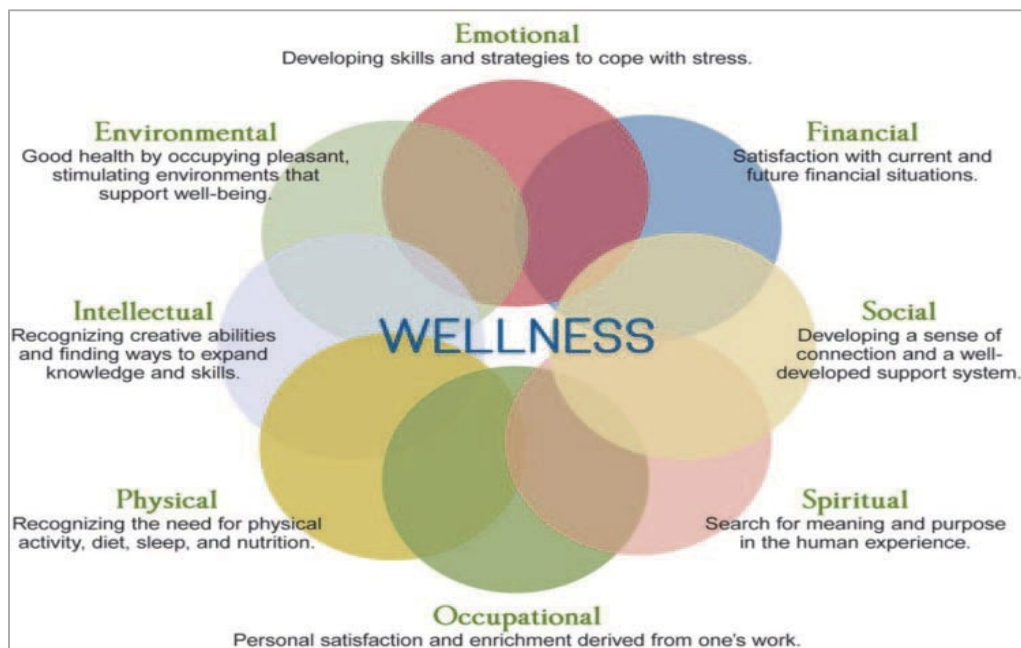 Emotional
Developing skills and strategies to cope with stress.
Environmental
Good health by occupying pleasant,
stimulating environments that
support well-being.
Financial
Satisfaction with current and
future financial situations.
Intellectual
Recognizing creative abilities
and finding ways to expand
knowledge and skills.
WELLNESS
Social
Developing a sense of
connection and a well-
developed support system.
Physical
Recognizing the need for physical
activity, diet, sleep, and nutrition.
Spiritual
Search for meaning and purpose
in the human experience.
Occupational
Personal satisfaction and enrichment derived from one's work.